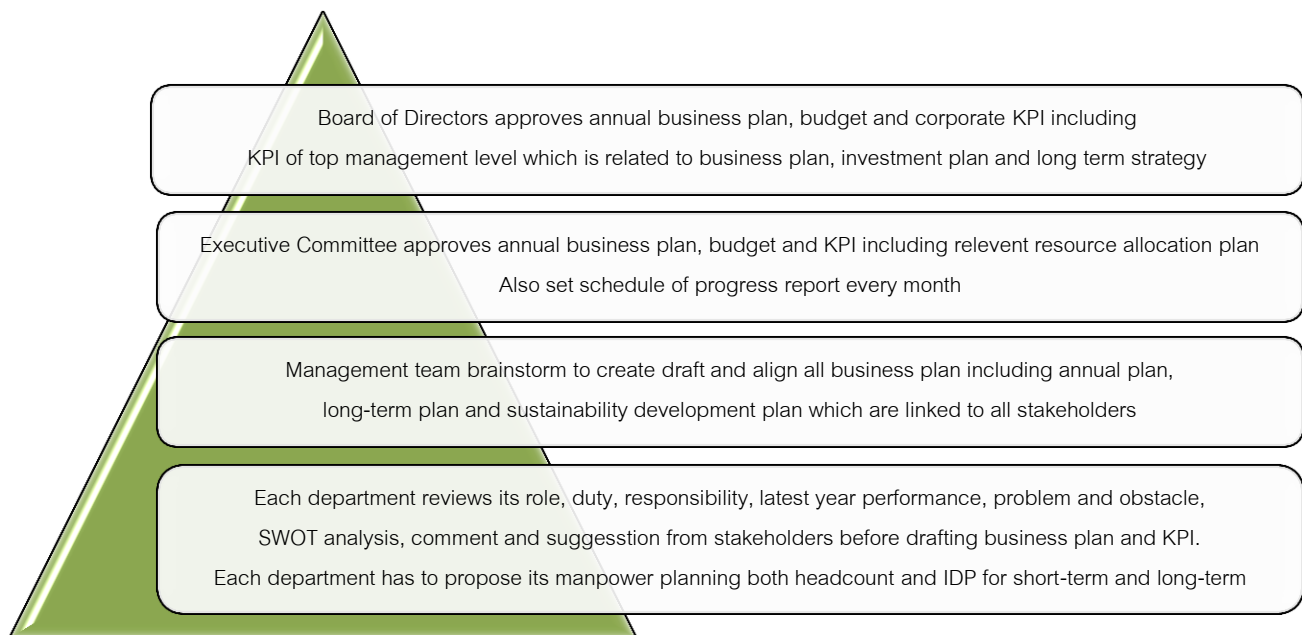 Board of Directors approves annual business plan, budget and corporate KPI including
KPI of top management level which is related to business plan, investment plan and long term strategy
Executive Committee approves annual business plan, budget and KPI including relevent resource allocation plan
Also set schedule of progress report every month
Management team brainstorm to create draft and align all business plan including annual plan,
long-term plan and sustainability development plan which are linked to all stakeholders
Each department reviews its role, duty, responsibility, latest year performance, problem and obstacle,
SWOT analysis, comment and suggesstion from stakeholders before drafting business plan and KPI.
Each department has to propose its manpower planning both headcount and IDP for short-term and long-term